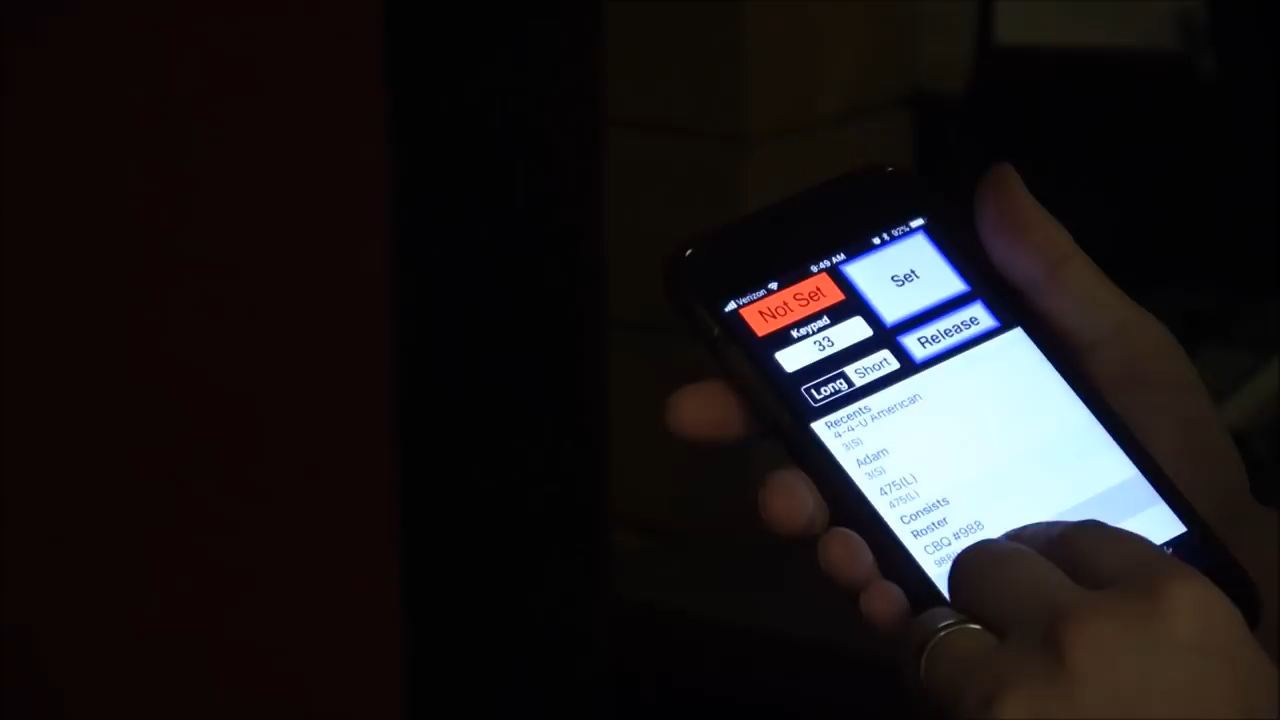 Verizon 9:49 AM 92%
Not Set
Set
Keypad
33
Release
Long Short
Recents
4-4-0 American
3(S)
Adam
3(S)
475(L)
475(L)
Consists
Roster
CBQ #988